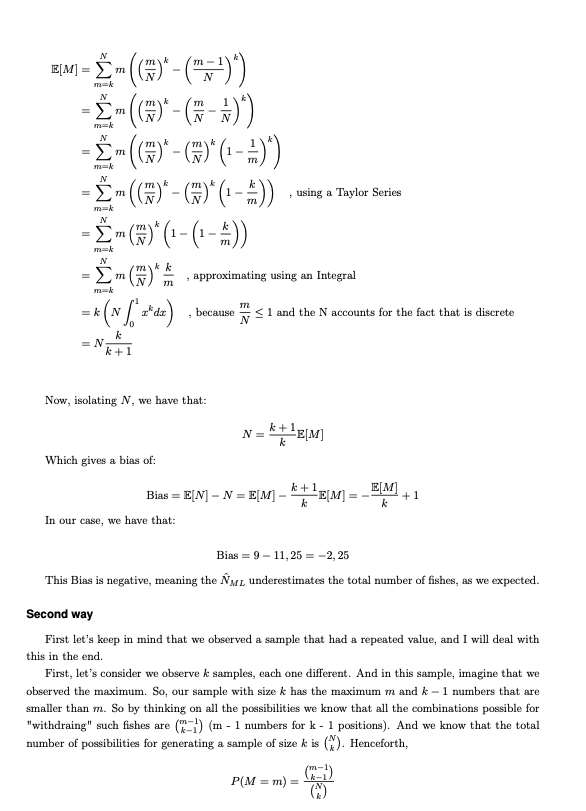 𝔼[M] = \sum_{m=k}^{N} m \left( \left( \frac{m}{N} \right)^k - \left( \frac{m-1}{N} \right)^k \right)
= \sum_{m=k}^{N} m \left( \left( \frac{m}{N} \right)^k - \left( \frac{m}{N} - \frac{1}{N} \right)^k \right)
= \sum_{m=k}^{N} m \left( \left( \frac{m}{N} \right)^k - \left( \frac{m}{N} \right)^k \left( 1 - \frac{1}{m} \right)^k \right)
= \sum_{m=k}^{N} m \left( \left( \frac{m}{N} \right)^k - \left( \frac{m}{N} \right)^k \left( 1 - \frac{k}{m} \right) \right) , using a Taylor Series
= \sum_{m=k}^{N} m \left( \frac{m}{N} \right)^k \left( 1 - \left( 1 - \frac{k}{m} \right) \right)
= \sum_{m=k}^{N} m \left( \frac{m}{N} \right)^k \frac{k}{m} , approximating using an Integral
= k \left( N \int_0^1 x^k dx \right) , because \frac{m}{N} ≤ 1 and the N accounts for the fact that is discrete
= N \frac{k}{k+1}
Now, isolating N, we have that:
N = \frac{k+1}{k} 𝔼[M]
Which gives a bias of:
Bias = 𝔼[N] − N = 𝔼[M] − \frac{k+1}{k} 𝔼[M] = − \frac{𝔼[M]}{k} + 1
In our case, we have that:
Bias = 9 − 11, 25 = −2, 25
This Bias is negative, meaning the \hat{N}_{ML} underestimates the total number of fishes, as we expected.
Second way
First let's keep in mind that we observed a sample that had a repeated value, and I will deal with
this in the end.
First, let's consider we observe k samples, each one different. And in this sample, imagine that we
observed the maximum. So, our sample with size k has the maximum m and k − 1 numbers that are
smaller than m. So by thinking on all the possibilities we know that all the combinations possible for
"withdraing" such fishes are \binom{m-1}{k-1} (m - 1 numbers for k - 1 positions). And we know that the total
number of possibilities for generating a sample of size k is \binom{N}{k}. Henceforth,
P(M = m) = \frac{\binom{m-1}{k-1}}{\binom{N}{k}}